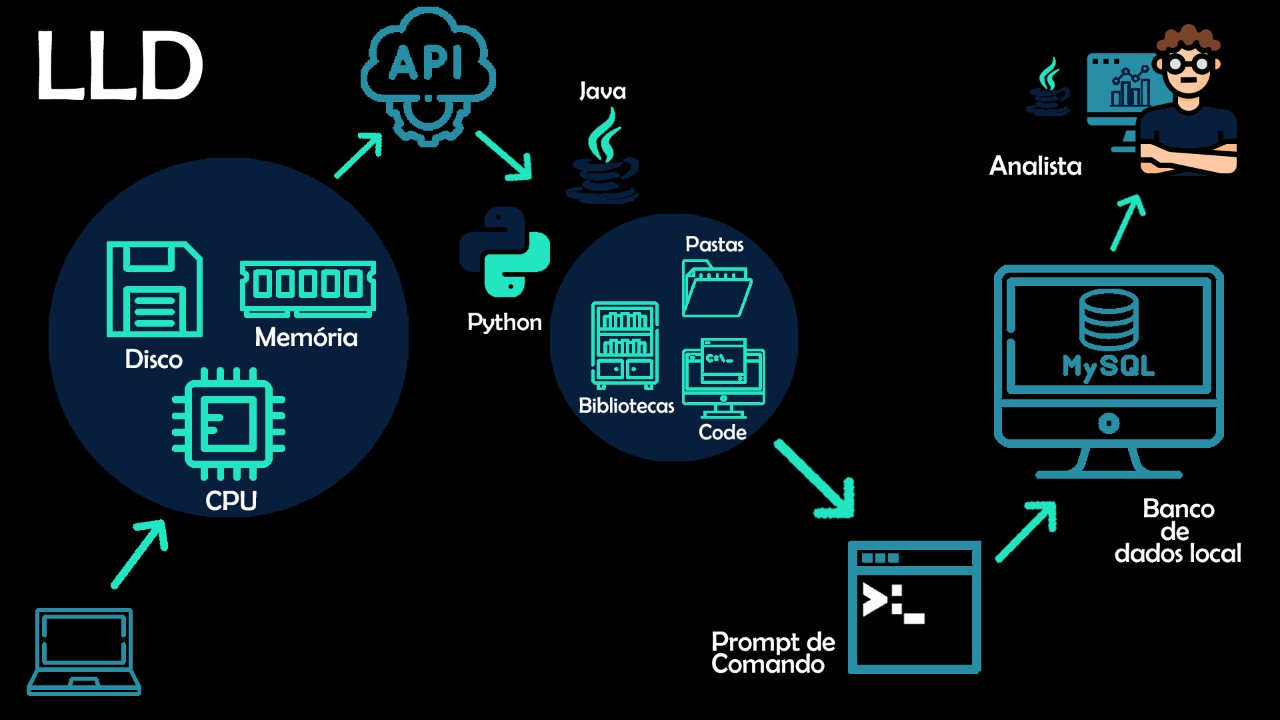 LLD
API
Java
Python
Disco
Memória
CPU
Pastas
Bibliotecas
C:\_
Code
Prompt de
Comando
>:_
MySQL
Banco
de
dados local
Analista